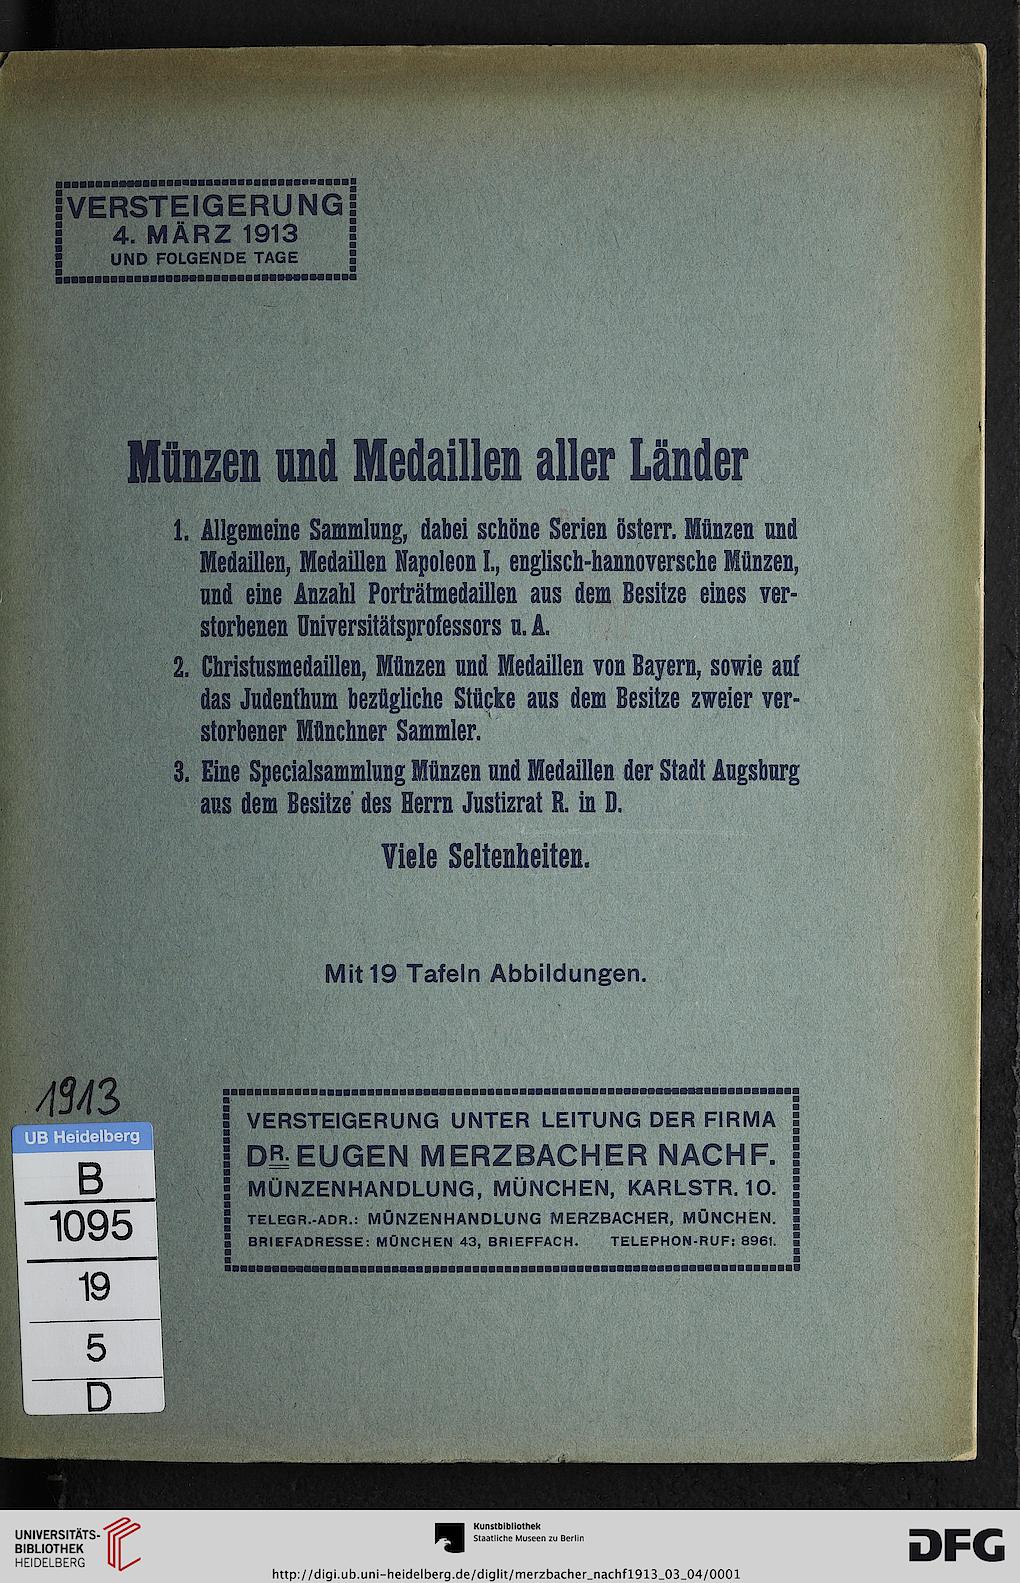 VERSTEIGERUNG
4. MÄRZ 1913
UND FOLGENDE TAGE
Münzen und Medaillen aller Länder
1. Allgemeine Sammlung, dabei schöne Serien österr. Münzen und
Medaillen, Medaillen Napoleon I., englisch-hannoversche Münzen,
und eine Anzahl Porträtmedaillen aus dem Besitze eines ver-
storbenen Universitätsprofessors u. A.
2. Christusmedaillen, Münzen und Medaillen von Bayern, sowie auf
das Judenthum bezügliche Stücke aus dem Besitze zweier ver-
storbener Münchner Sammler.
3. Eine Specialsammlung Münzen und Medaillen der Stadt Augsburg
aus dem Besitze des Herrn Justizrat R. in D.
Viele Seltenheiten.
Mit 19 Tafeln Abbildungen.
1913
UB Heidelberg
B
1095
19
5
D
VERSTEIGERUNG UNTER LEITUNG DER FIRMA
DR. EUGEN MERZBACHER NACHF.
MÜNZENHANDLUNG, MÜNCHEN, KARLSTR. 10.
TELEGR.-ADR.: MÜNZENHANDLUNG MERZBACHER, MÜNCHEN.
BRIEFADRESSE: MÜNCHEN 43, BRIEFFACH. TELEPHON-RUF: 8961.
UNIVERSITÄTS-
BIBLIOTHEK
HEIDELBERG
Kunstbibliothek
Staatliche Museen zu Berlin
DFG
http://digi.ub.uni-heidelberg.de/diglit/merzbacher_nachf1913_03_04/0001